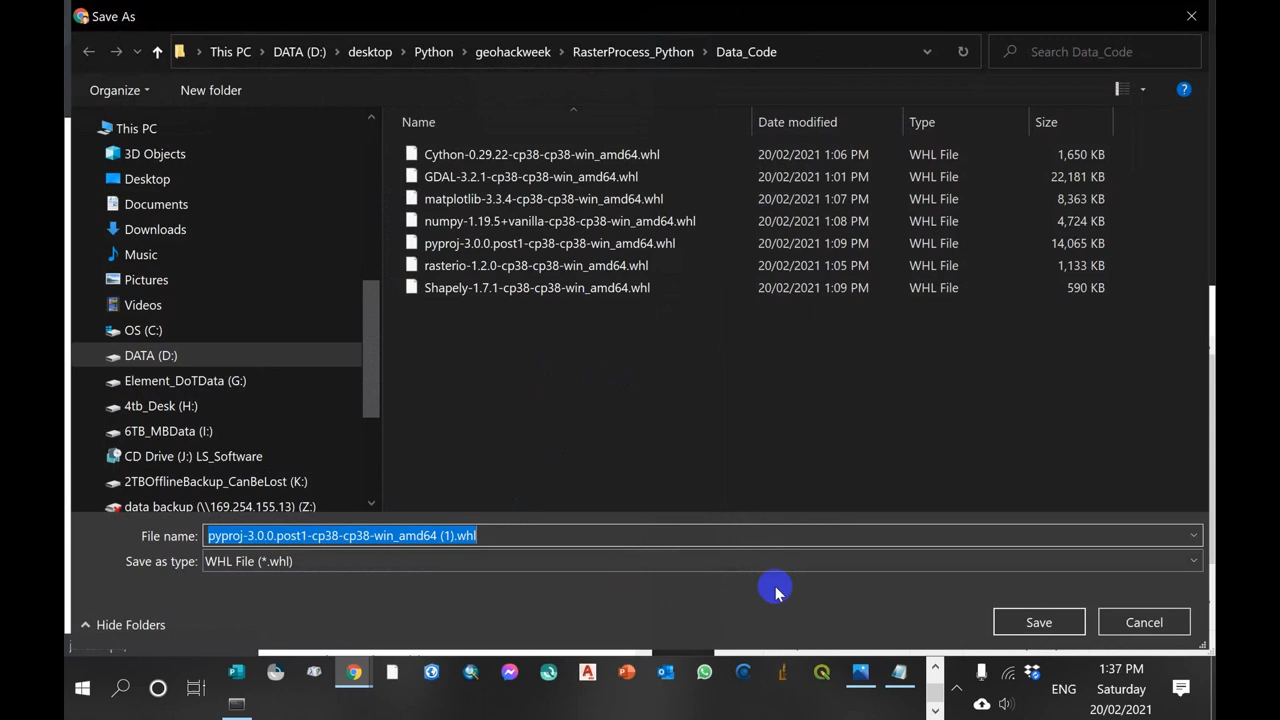 Save As
This PC DATA (D:) desktop Python geohackweek RasterProcess_Python Data_Code Search Data_Code
Organize New folder
Name Date modified Type Size
This PC
3D Objects
Desktop
Documents
Downloads
Music
Pictures
Videos
OS (C:)
DATA (D:)
Element_DoTData (G:)
4tb_Desk (H:)
6TB_MBData (I:)
CD Drive (J:) LS_Software
2TBOfflineBackup_CanBeLost (K:)
data backup (\\169.254.155.13) (Z:)
Cython-0.29.22-cp38-cp38-win_amd64.whl 20/02/2021 1:06 PM WHL File 1,650 KB
GDAL-3.2.1-cp38-cp38-win_amd64.whl 20/02/2021 1:01 PM WHL File 22,181 KB
matplotlib-3.3.4-cp38-cp38-win_amd64.whl 20/02/2021 1:07 PM WHL File 8,363 KB
numpy-1.19.5+vanilla-cp38-cp38-win_amd64.whl 20/02/2021 1:08 PM WHL File 4,724 KB
pyproj-3.0.0.post1-cp38-cp38-win_amd64.whl 20/02/2021 1:09 PM WHL File 14,065 KB
rasterio-1.2.0-cp38-cp38-win_amd64.whl 20/02/2021 1:05 PM WHL File 1,133 KB
Shapely-1.7.1-cp38-cp38-win_amd64.whl 20/02/2021 1:09 PM WHL File 590 KB
File name: pyproj-3.0.0.post1-cp38-cp38-win_amd64 (1).whl
Save as type: WHL File (*.whl)
Hide Folders Save Cancel
1:37 PM
ENG Saturday
20/02/2021